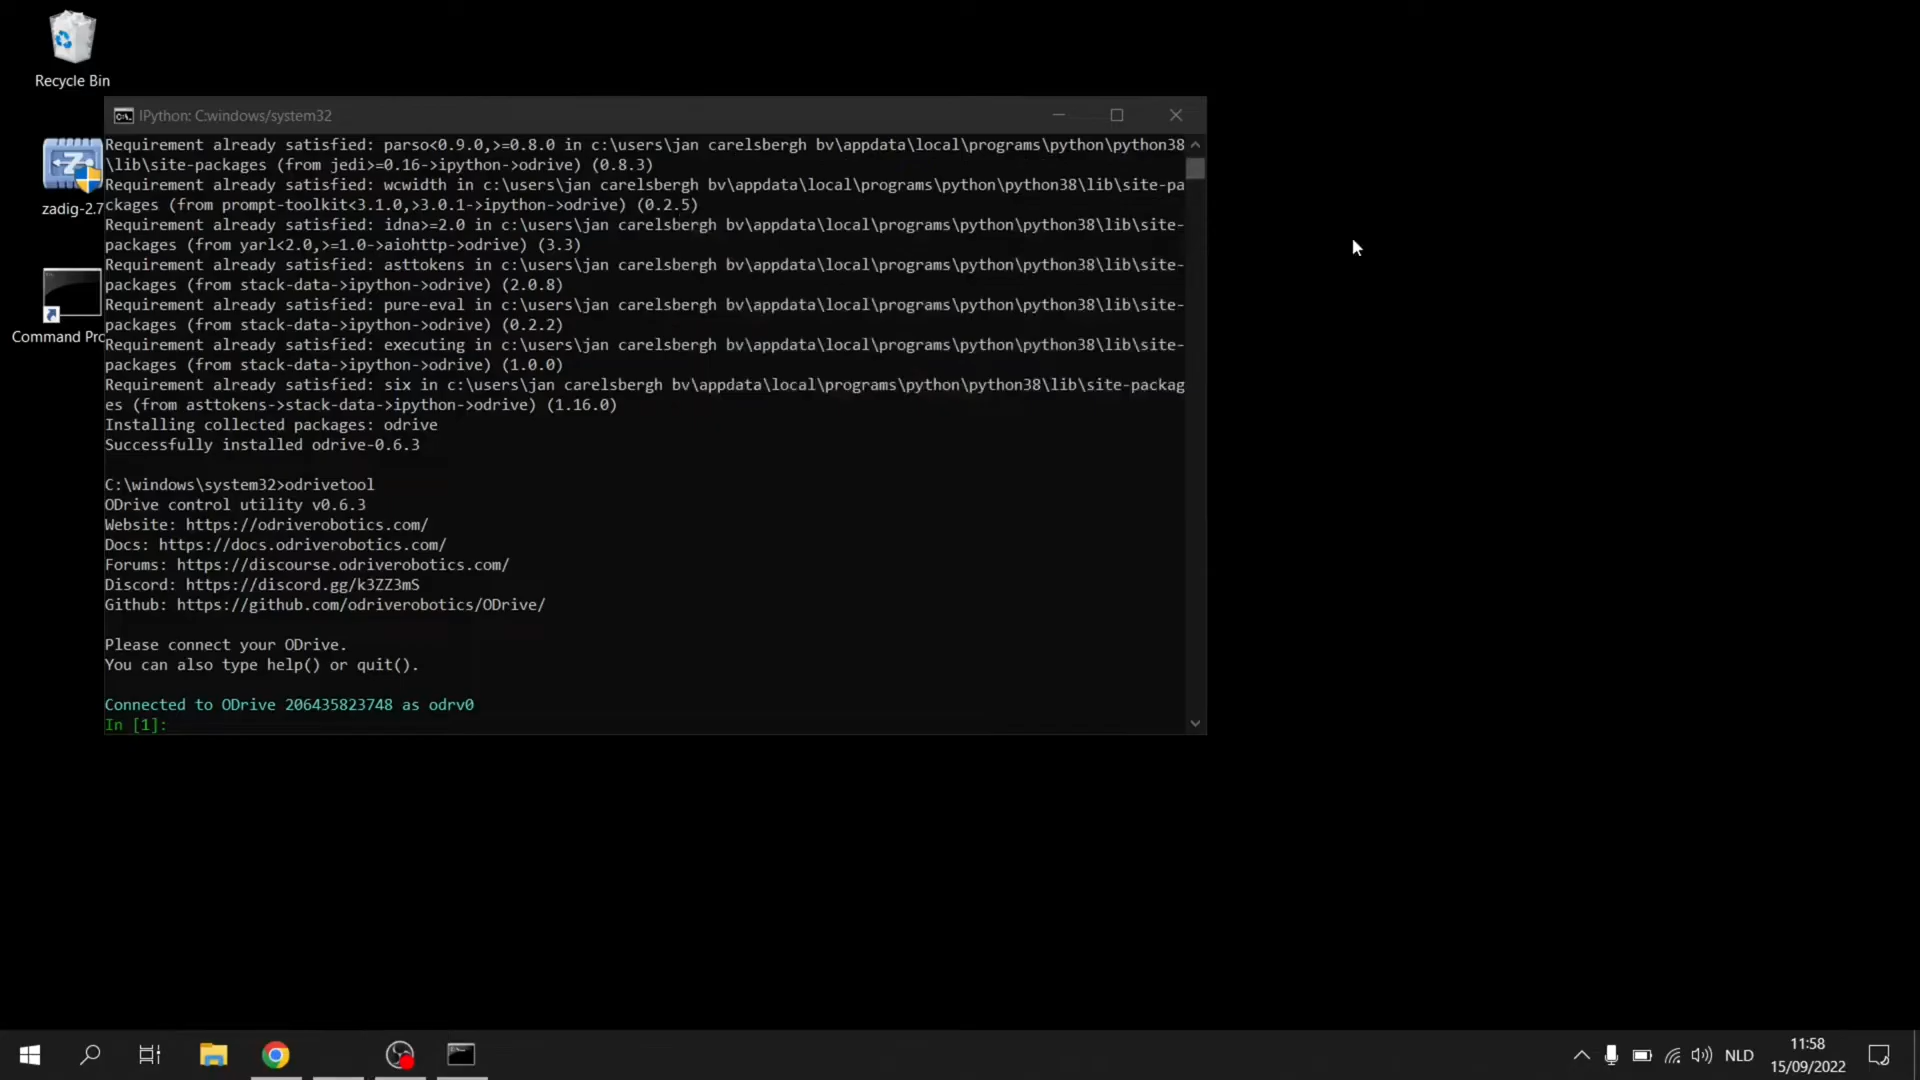 Recycle Bin
IPython: C:windows/system32
Requirement already satisfied: parso<0.9.0,>=0.8.0 in c:\users\jan carelsbergh bv\appdata\local\programs\python\python38
\lib\site-packages (from jedi>=0.16->ipython->odrive) (0.8.3)
Requirement already satisfied: wcwidth in c:\users\jan carelsbergh bv\appdata\local\programs\python\python38\lib\site-pa
ckages (from prompt-toolkit<3.1.0,>3.0.1->ipython->odrive) (0.2.5)
Requirement already satisfied: idna>=2.0 in c:\users\jan carelsbergh bv\appdata\local\programs\python\python38\lib\site-
packages (from yarl<2.0,>=1.0->aiohttp->odrive) (3.3)
Requirement already satisfied: asttokens in c:\users\jan carelsbergh bv\appdata\local\programs\python\python38\lib\site-
packages (from stack-data->ipython->odrive) (2.0.8)
Requirement already satisfied: pure-eval in c:\users\jan carelsbergh bv\appdata\local\programs\python\python38\lib\site-
packages (from stack-data->ipython->odrive) (0.2.2)
Requirement already satisfied: executing in c:\users\jan carelsbergh bv\appdata\local\programs\python\python38\lib\site-
packages (from stack-data->ipython->odrive) (1.0.0)
Requirement already satisfied: six in c:\users\jan carelsbergh bv\appdata\local\programs\python\python38\lib\site-packag
es (from asttokens->stack-data->ipython->odrive) (1.16.0)
Installing collected packages: odrive
Successfully installed odrive-0.6.3
C:\windows\system32>odrivetool
ODrive control utility v0.6.3
Website: https://odriverobotics.com/
Docs: https://docs.odriverobotics.com/
Forums: https://discourse.odriverobotics.com/
Discord: https://discord.gg/k3ZZ3mS
Github: https://github.com/odriverobotics/ODrive/
Please connect your ODrive.
You can also type help() or quit().
Connected to ODrive 206435823748 as odrv0
In [1]:
zadig-2.7
Command Pro
NLD
11:58
15/09/2022